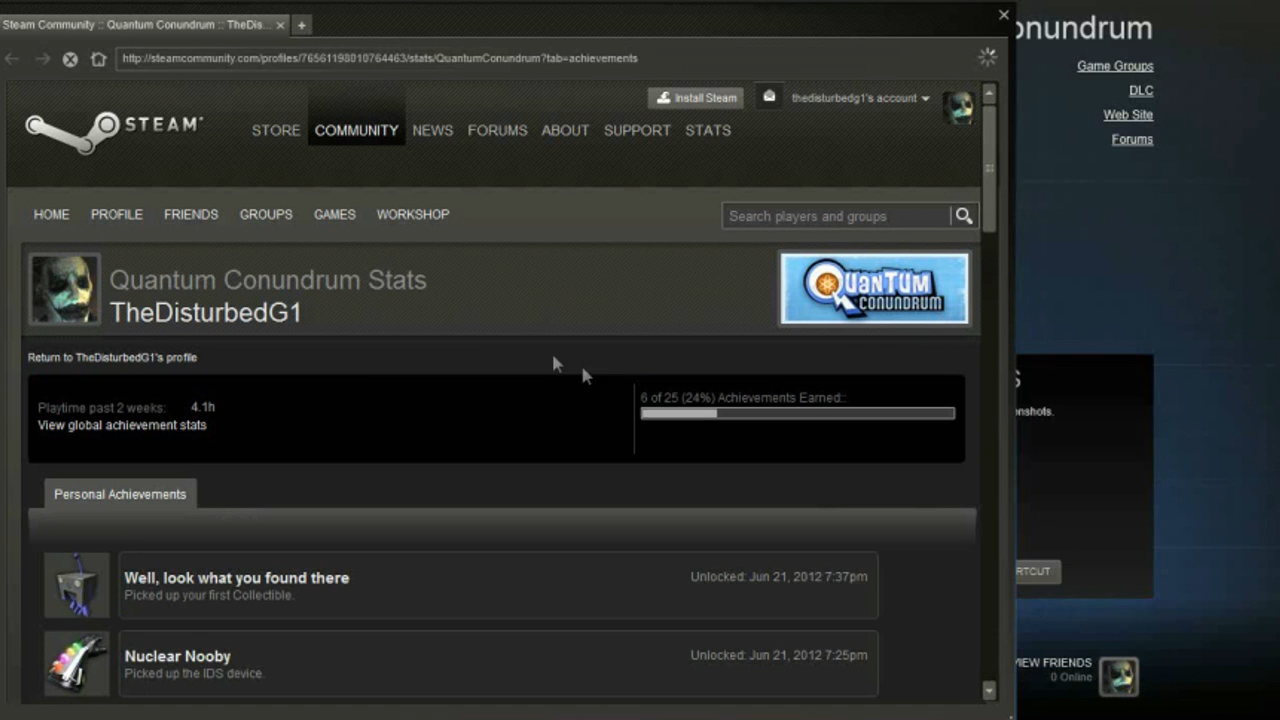 Steam Community :: Quantum Conundrum :: TheDis...
http://steamcommunity.com/profiles/76561198010764463/stats/QuantumConundrum?tab=achievements
onundrum
Game Groups
DLC
Web Site
Forums
Install Steam
thedisturbedg1's account
STEAM
STORE COMMUNITY NEWS FORUMS ABOUT SUPPORT STATS
HOME PROFILE FRIENDS GROUPS GAMES WORKSHOP
Search players and groups
Quantum Conundrum Stats
TheDisturbedG1
QUANTUM
CONUNDRUM
Return to TheDisturbedG1's profile
Playtime past 2 weeks: 4.1h
View global achievement stats
6 of 25 (24%) Achievements Earned::
S
nshots.
Personal Achievements
Well, look what you found there
Picked up your first Collectible.
Unlocked: Jun 21, 2012 7:37pm
RTCUT
Nuclear Nooby
Picked up the IDS device.
Unlocked: Jun 21, 2012 7:25pm
IEW FRIENDS
0 Online